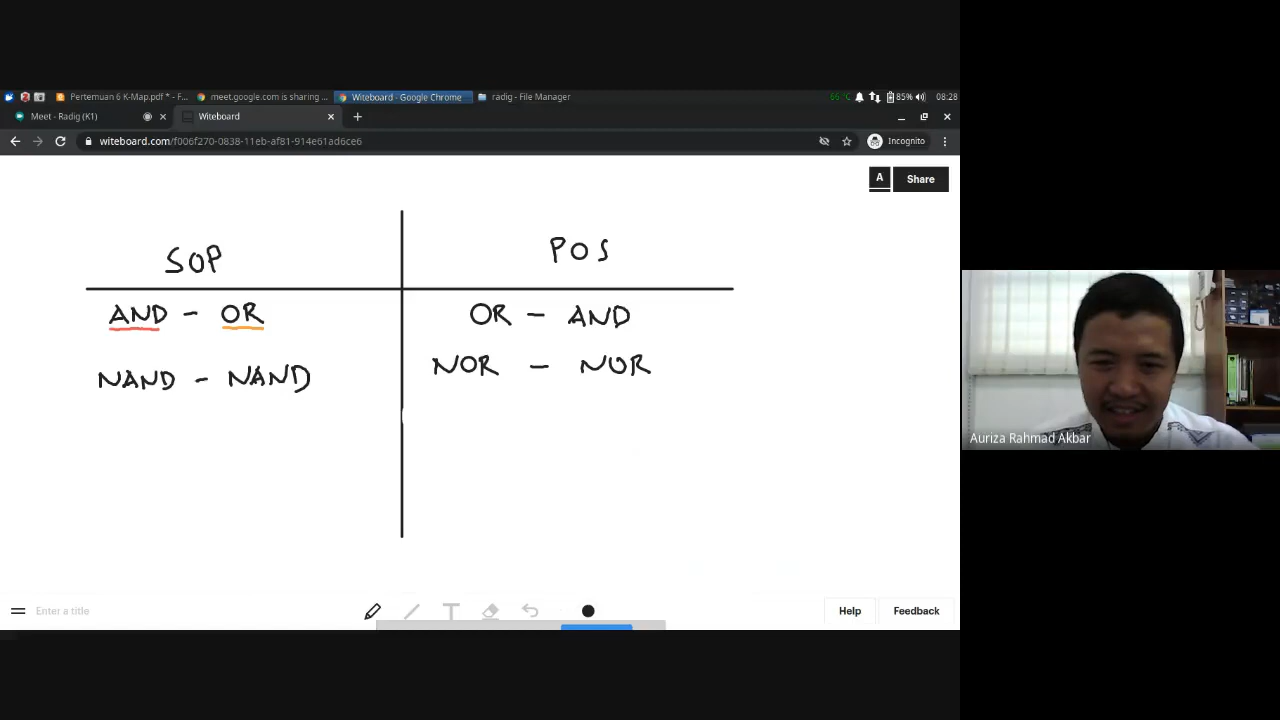 Pertemuan 6 K-Map.pdf * - F... meet.google.com is sharing ... Witeboard - Google Chrome radig - File Manager 66°C 85% 08:28
Meet - Radig (K1) Witeboard
witeboard.com/f006f270-0838-11eb-af81-914e61ad6ce6 Incognito
A Share
SOP POS
AND - OR OR - AND
NAND - NAND NOR - NOR
Auriza Rahmad Akbar
Enter a title T Help Feedback